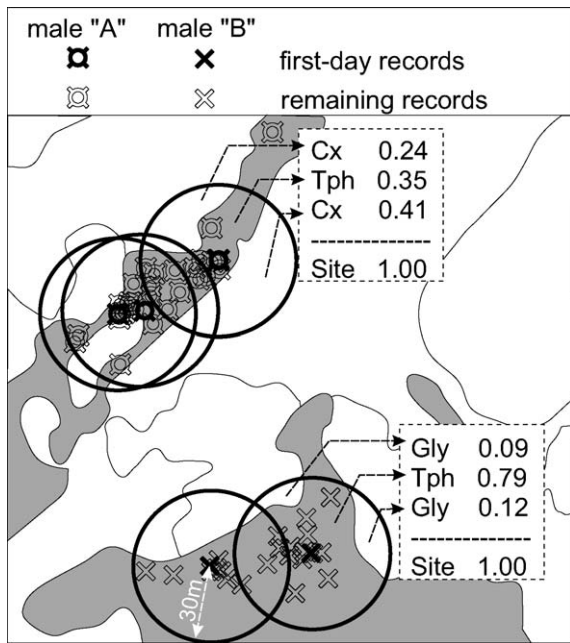 male "A" male "B"
first-day records
remaining records
Cx 0.24
Tph 0.35
Cx 0.41
Site 1.00
Gly 0.09
Tph 0.79
Gly 0.12
Site 1.00
30m